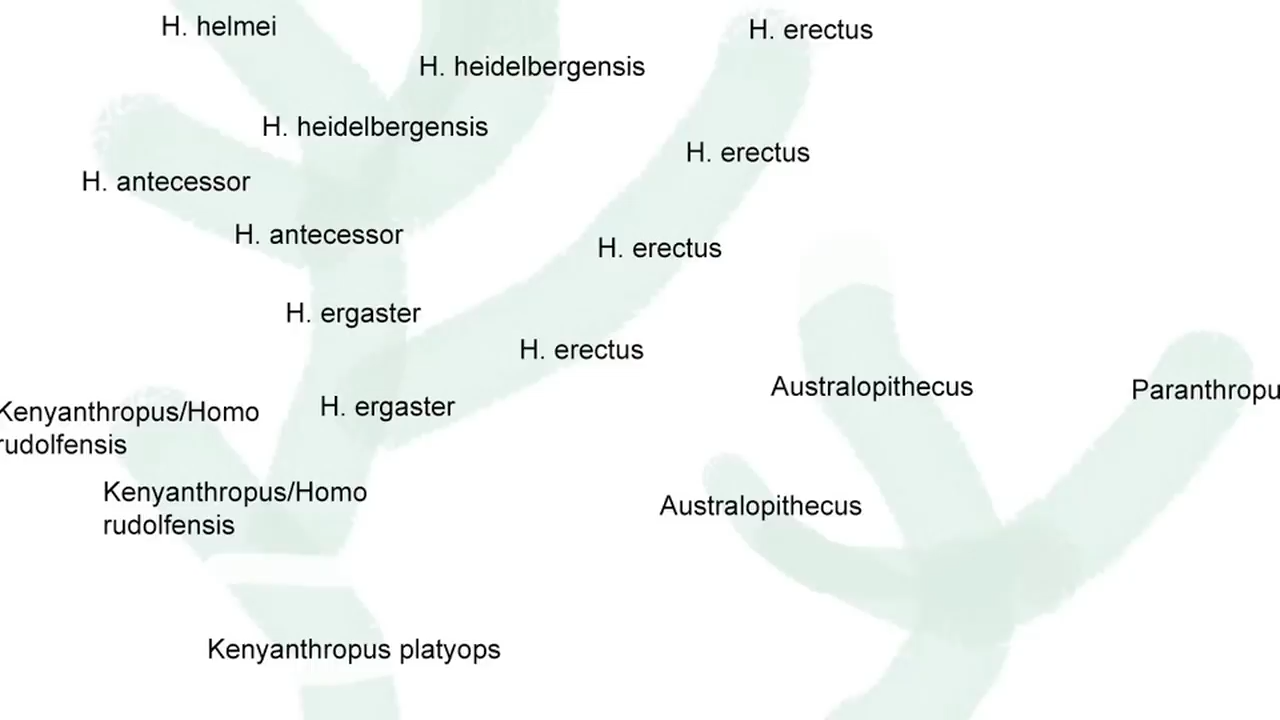 H. helmei
H. erectus
H. heidelbergensis
H. heidelbergensis
H. erectus
H. antecessor
H. antecessor
H. erectus
H. ergaster
H. erectus
Australopithecus
Paranthropu
Kenyanthropus/Homo
rudolfensis
H. ergaster
Kenyanthropus/Homo
rudolfensis
Australopithecus
Kenyanthropus platyops